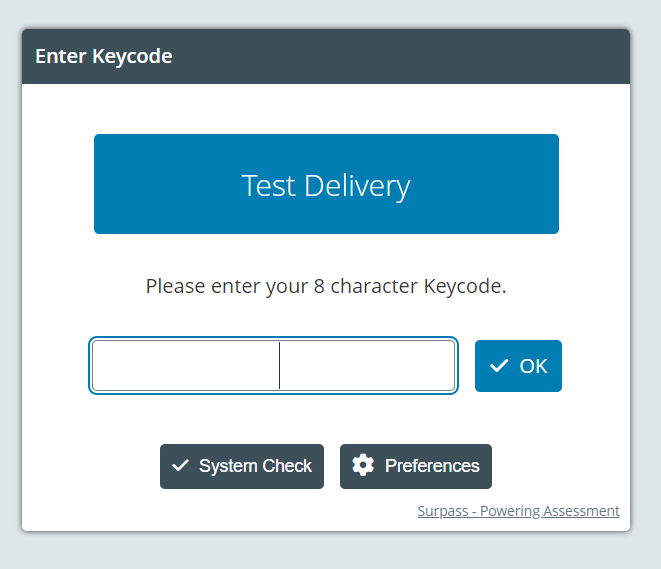 Enter Keycode
Test Delivery
Please enter your 8 character Keycode.
OK
System Check
Preferences
Surpass - Powering Assessment